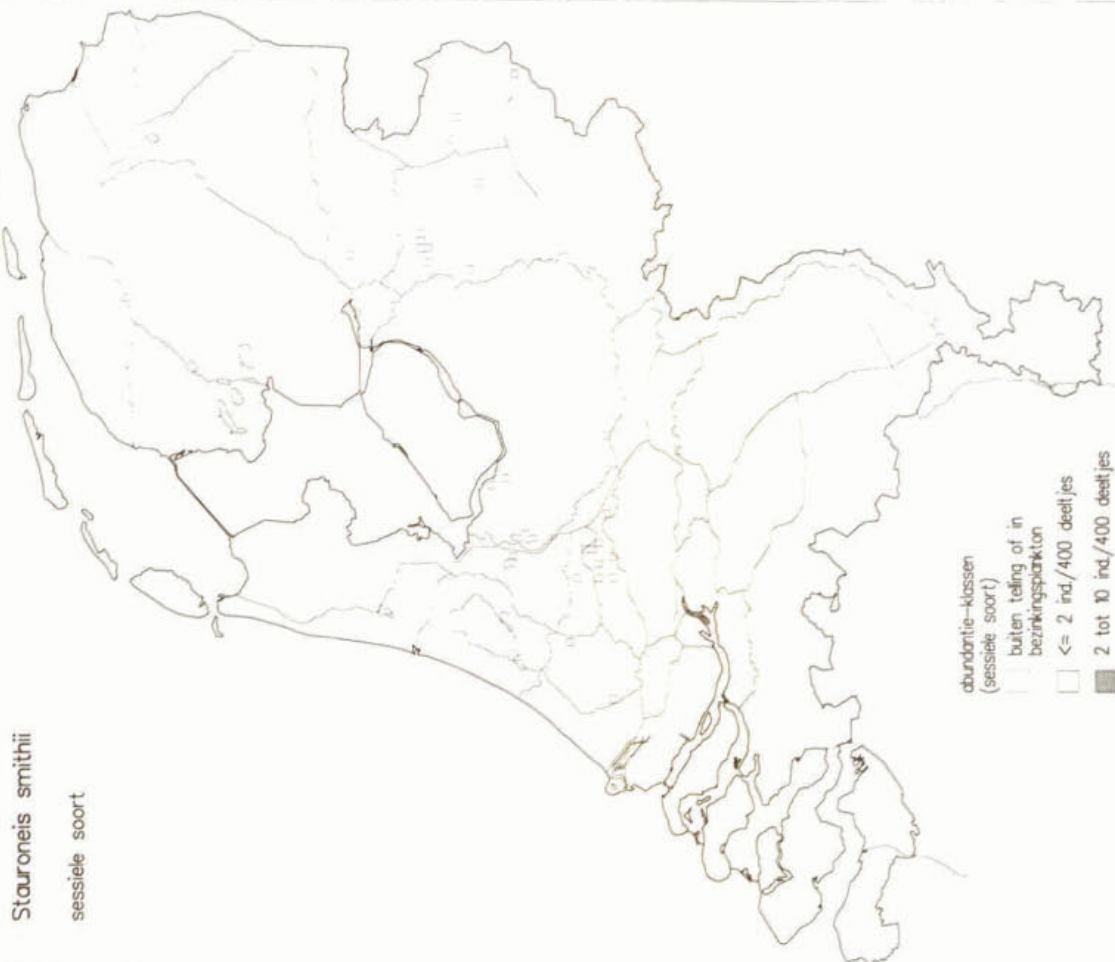 Stauroneis smithii
sessiele soort
abundantie-klassen
(sessiele soort)
buiten telling of in
bezinkingsplankton
<= 2 ind./400 deeltjes
2 tot 10 ind./400 deeltjes